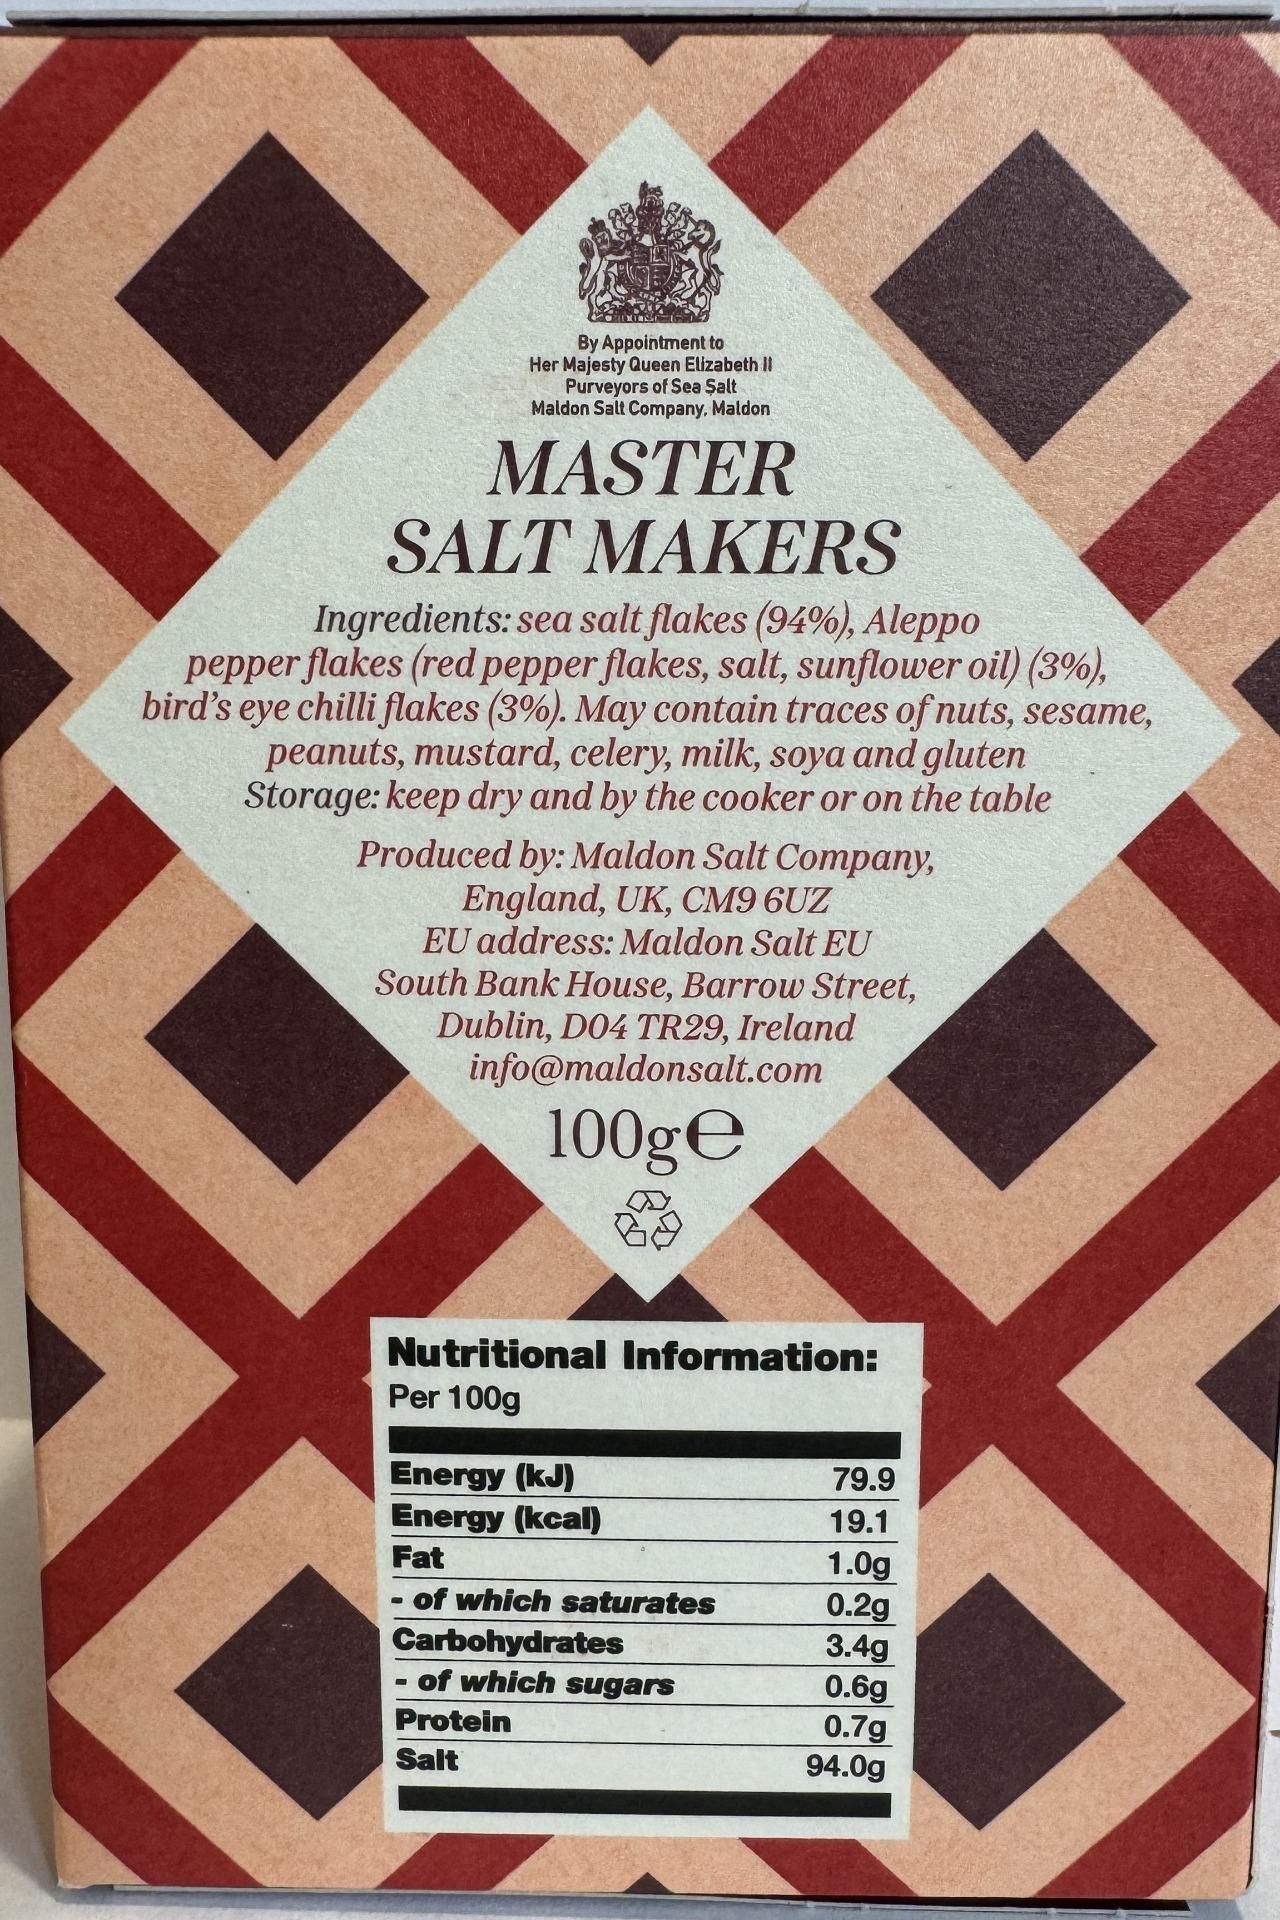 By Appointment to
Her Majesty Queen Elizabeth II
Purveyors of Sea Salt
Maldon Salt Company, Maldon
MASTER
SALT MAKERS
Ingredients: sea salt flakes (94%), Aleppo
pepper flakes (red pepper flakes, salt, sunflower oil) (3%),
bird's eye chilli flakes (3%). May contain traces of nuts, sesame,
peanuts, mustard, celery, milk, soya and gluten
Storage: keep dry and by the cooker or on the table
Produced by: Maldon Salt Company,
England, UK, CM9 6UZ
EU address: Maldon Salt EU
South Bank House, Barrow Street,
Dublin, D04 TR29, Ireland
info@maldonsalt.com
100g℮
Nutritional Information:
Per 100g
Energy (kJ) 79.9
Energy (kcal) 19.1
Fat 1.0g
- of which saturates 0.2g
Carbohydrates 3.4g
- of which sugars 0.6g
Protein 0.7g
Salt 94.0g